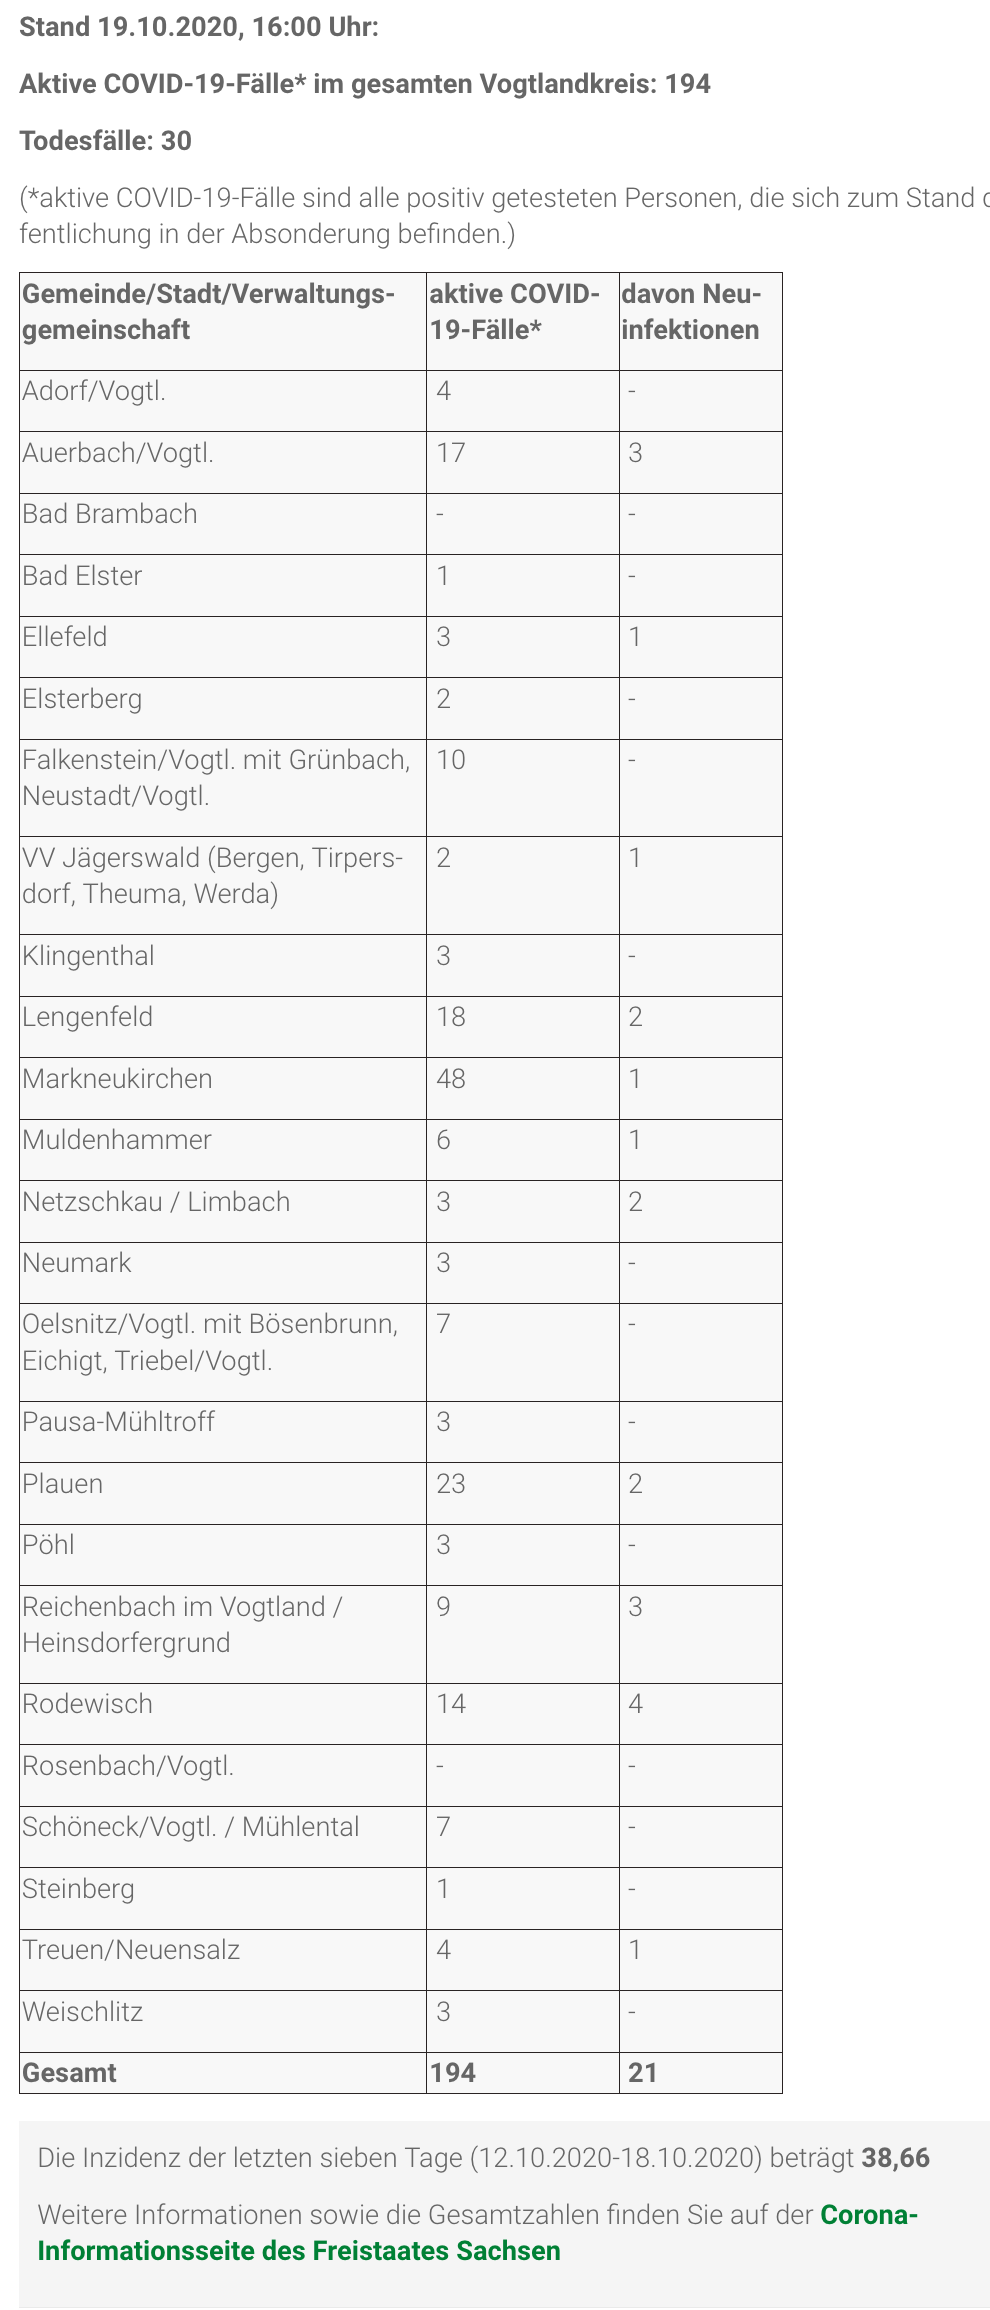 Stand 19.10.2020, 16:00 Uhr:
Aktive COVID-19-Fälle* im gesamten Vogtlandkreis: 194
Todesfälle: 30
(*aktive COVID-19-Fälle sind alle positiv getesteten Personen, die sich zum Stand
fentlichung in der Absonderung befinden.)
Gemeinde/Stadt/Verwaltungs- aktive COVID- davon Neu-
gemeinschaft 19-Fälle* infektionen
Adorf/Vogtl. 4 -
Auerbach/Vogtl. 17 3
Bad Brambach - -
Bad Elster 1 -
Ellefeld 3 1
Elsterberg 2 -
Falkenstein/Vogtl. mit Grünbach, 10 -
Neustadt/Vogtl.
VV Jägerswald (Bergen, Tirpers- 2 1
dorf, Theuma, Werda)
Klingenthal 3 -
Lengenfeld 18 2
Markneukirchen 48 1
Muldenhammer 6 1
Netzschkau / Limbach 3 2
Neumark 3 -
Oelsnitz/Vogtl. mit Bösenbrunn, 7 -
Eichigt, Triebel/Vogtl.
Pausa-Mühltroff 3 -
Plauen 23 2
Pöhl 3 -
Reichenbach im Vogtland / 9 3
Heinsdorfergrund
Rodewisch 14 4
Rosenbach/Vogtl. - -
Schöneck/Vogtl. / Mühlental 7 -
Steinberg 1 -
Treuen/Neuensalz 4 1
Weischlitz 3 -
Gesamt 194 21
Die Inzidenz der letzten sieben Tage (12.10.2020-18.10.2020) beträgt 38,66
Weitere Informationen sowie die Gesamtzahlen finden Sie auf der Corona-
Informationsseite des Freistaates Sachsen